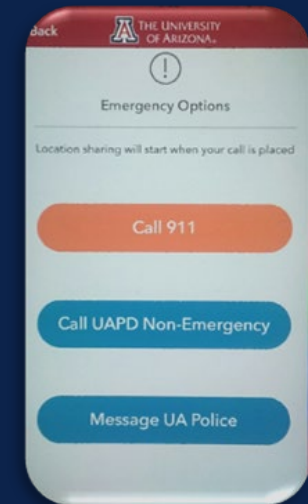 Back
THE UNIVERSITY
OF ARIZONA®
Emergency Options
Location sharing will start when your call is placed
Call 911
Call UAPD Non-Emergency
Message UA Police